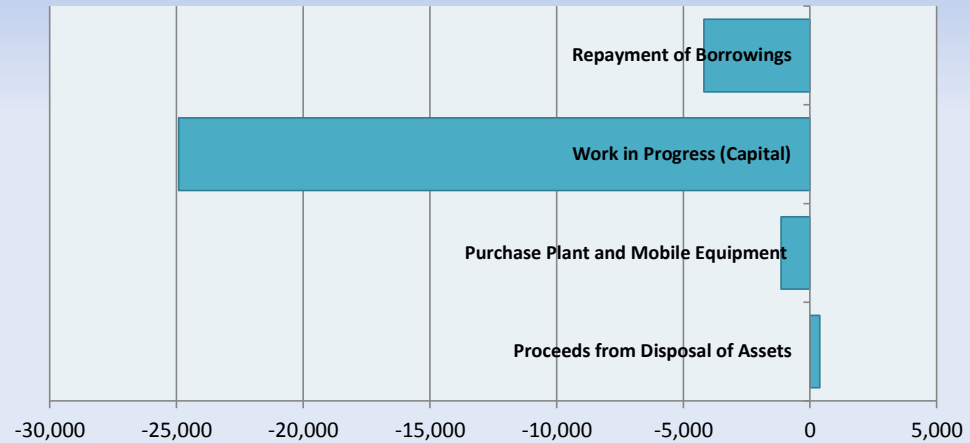 Repayment of Borrowings
Work in Progress (Capital)
Purchase Plant and Mobile Equipment
Proceeds from Disposal of Assets
-30,000 -25,000 -20,000 -15,000 -10,000 -5,000 0 5,000